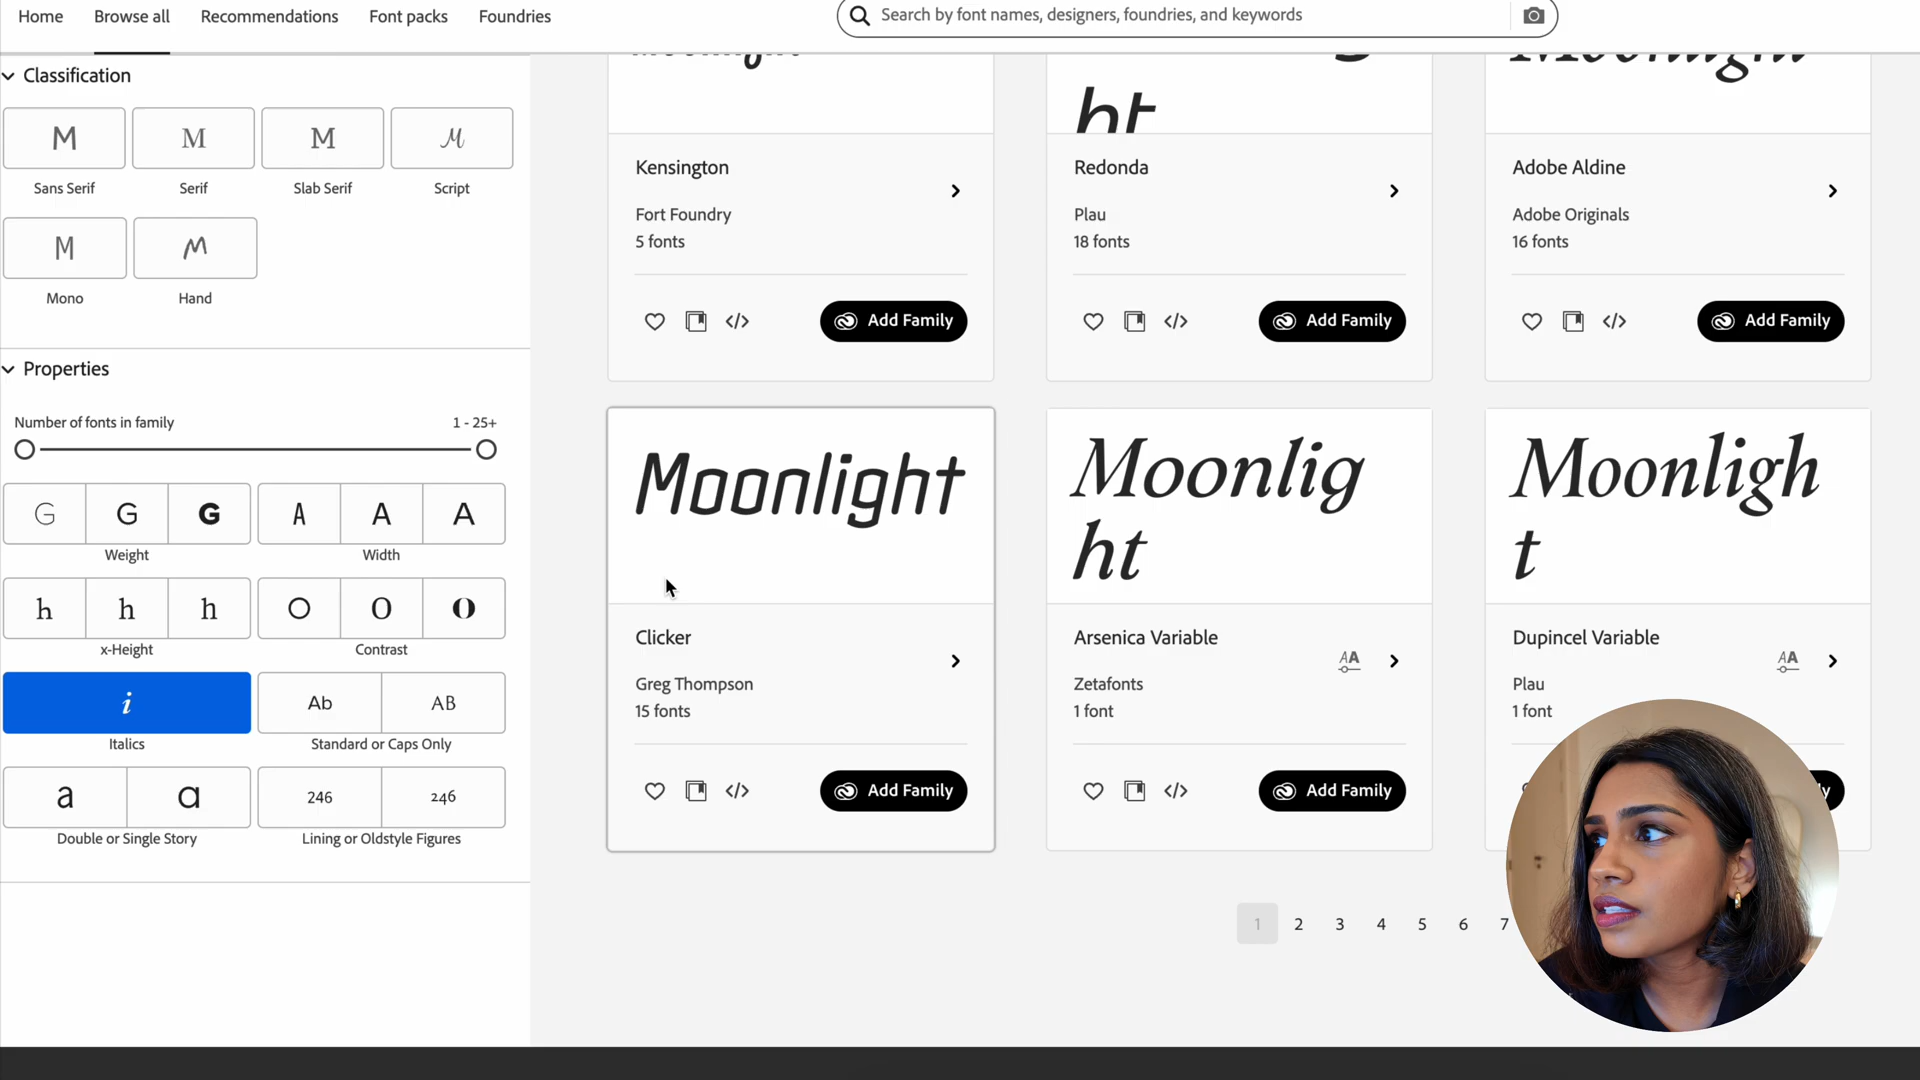 Home Browse all Recommendations Font packs Foundries
Search by font names, designers, foundries, and keywords
Classification
M M M M
Sans Serif Serif Slab Serif Script
M M
Mono Hand
Properties
Number of fonts in family 1 - 25+
G G G A A A
Weight Width
h h h O O O
x-Height Contrast
i Ab AB
Italics Standard or Caps Only
a a 246 246
Double or Single Story Lining or Oldstyle Figures
Moonlight
ht
Moonlight
Kensington
Fort Foundry
5 fonts
</> Add Family
Redonda
Plau
18 fonts
</> Add Family
Adobe Aldine
Adobe Originals
16 fonts
</> Add Family
Moonlight
Clicker
Greg Thompson
15 fonts
</> Add Family
Moonlig
ht
Arsenica Variable
AA
Zetafonts
1 font
</> Add Family
Moonligh
t
Dupincel Variable
AA
Plau
1 font
1 2 3 4 5 6 7